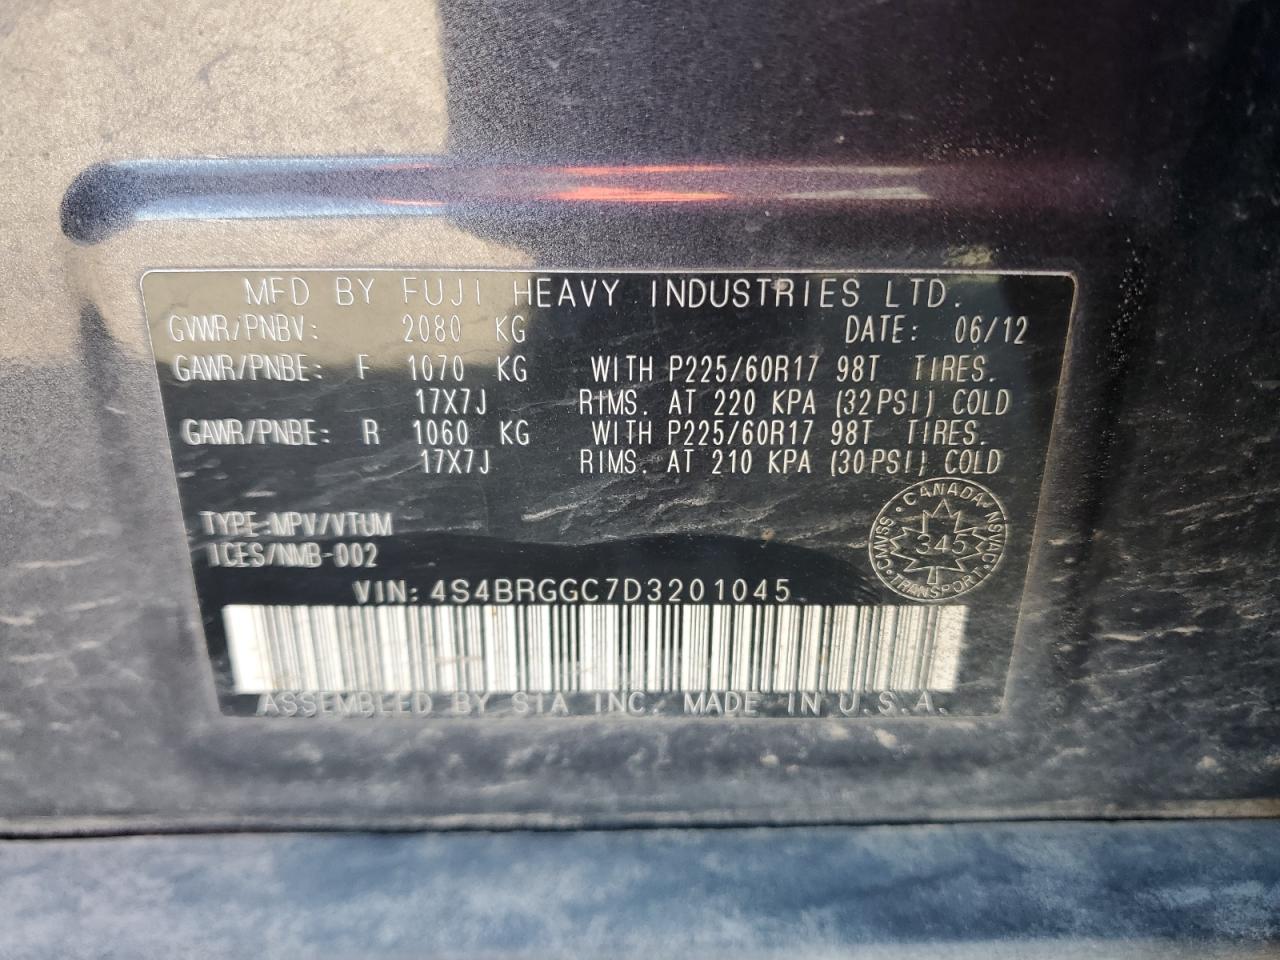 MFD BY FUJI HEAVY INDUSTRIES LTD.
GVWR/PNBV: 2080 KG DATE: 06/12
GAWR/PNBE: F 1070 KG WITH P225/60R17 98T TIRES.
17X7J RIMS. AT 220 KPA (32PSI) COLD
GAWR/PNBE: R 1060 KG WITH P225/60R17 98T TIRES.
17X7J RIMS. AT 210 KPA (30PSI) COLD
TYPE:MPV/VTUM
ICES/NMB-002
CANADA · NSVAC · TRANSPORT · CMVSS
345
VIN: 4S4BRGGC7D3201045
ASSEMBLED BY SIA INC. MADE IN U.S.A.